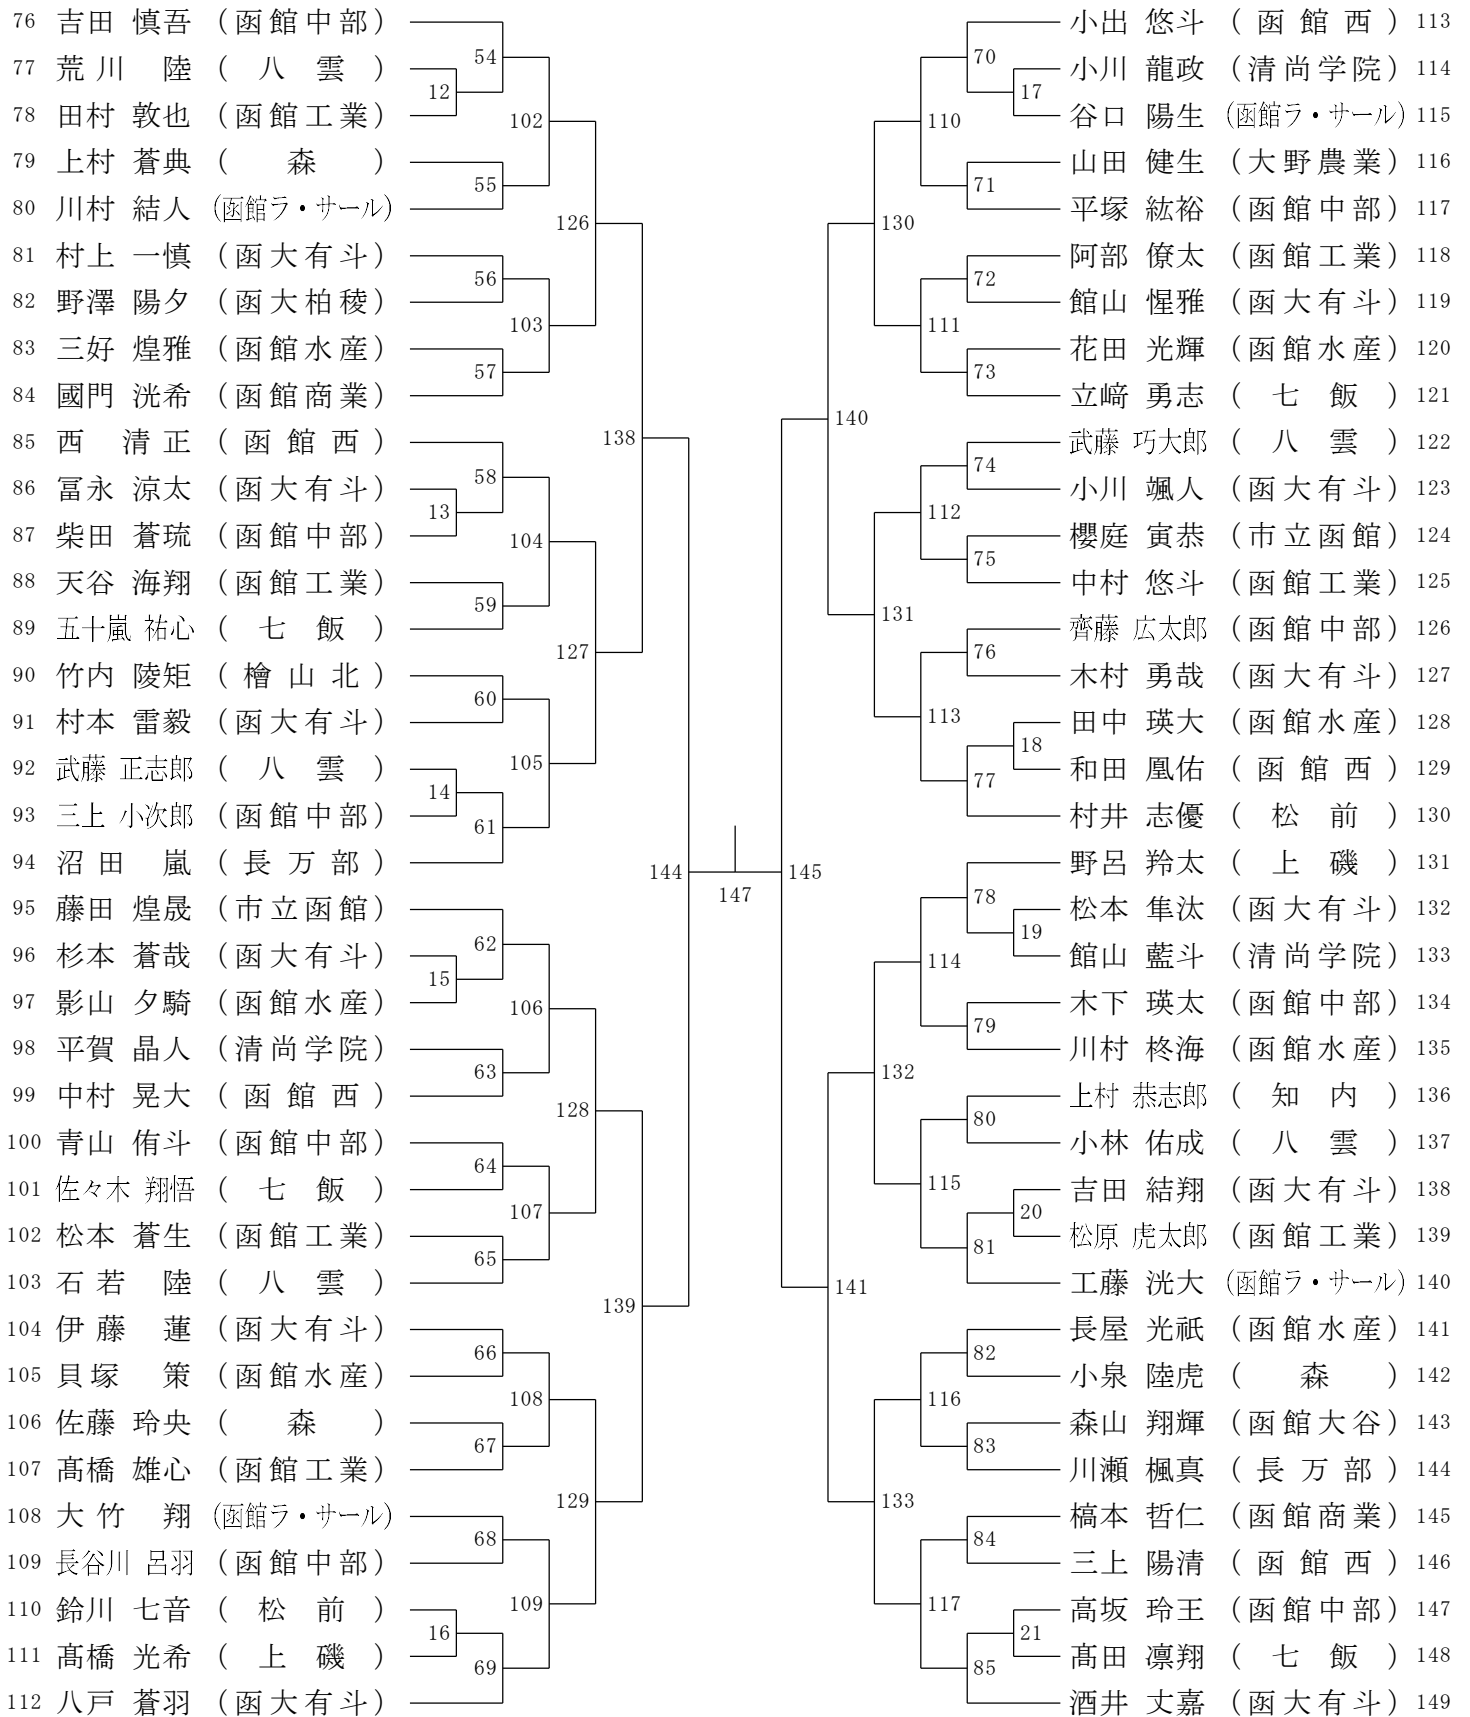 76 吉田 慎吾 (函館中部)
77 荒川 陸 (八雲)
78 田村 敦也 (函館工業)
79 上村 蒼典 (森)
80 川村 結人 (函館ラ・サール)
81 村上 一慎 (函大有斗)
82 野澤 陽夕 (函大柏稜)
83 三好 煌雅 (函館水産)
84 國門 洸希 (函館商業)
85 西 清正 (函館西)
86 冨永 涼太 (函大有斗)
87 柴田 蒼琉 (函館中部)
88 天谷 海翔 (函館工業)
89 五十嵐 祐心 (七飯)
90 竹内 陵矩 (檜山北)
91 村本 雷毅 (函大有斗)
92 武藤 正志郎 (八雲)
93 三上 小次郎 (函館中部)
94 沼田 嵐 (長万部)
95 藤田 煌晟 (市立函館)
96 杉本 蒼哉 (函大有斗)
97 影山 夕騎 (函館水産)
98 平賀 晶人 (清尚学院)
99 中村 晃大 (函館西)
100 青山 侑斗 (函館中部)
101 佐々木 翔悟 (七飯)
102 松本 蒼生 (函館工業)
103 石若 陸 (八雲)
104 伊藤 蓮 (函大有斗)
105 貝塚 策 (函館水産)
106 佐藤 玲央 (森)
107 髙橋 雄心 (函館工業)
108 大竹 翔 (函館ラ・サール)
109 長谷川 呂羽 (函館中部)
110 鈴川 七音 (松前)
111 髙橋 光希 (上磯)
112 八戸 蒼羽 (函大有斗)
54
12
102
55
126
56
103
57
138
58
13
104
59
127
60
105
14
61
144
62
15
106
63
128
64
107
65
139
66
108
67
129
68
109
16
69
147
145
70
17
110
71
130
72
111
73
140
74
112
75
131
76
113
18
77
78
19
114
79
132
80
115
20
81
141
82
116
83
133
84
117
21
85
小出 悠斗 (函館西) 113
小川 龍政 (清尚学院) 114
谷口 陽生 (函館ラ・サール) 115
山田 健生 (大野農業) 116
平塚 紘裕 (函館中部) 117
阿部 僚太 (函館工業) 118
館山 惺雅 (函大有斗) 119
花田 光輝 (函館水産) 120
立﨑 勇志 (七飯) 121
武藤 巧大郎 (八雲) 122
小川 颯人 (函大有斗) 123
櫻庭 寅恭 (市立函館) 124
中村 悠斗 (函館工業) 125
齊藤 広太郎 (函館中部) 126
木村 勇哉 (函大有斗) 127
田中 瑛大 (函館水産) 128
和田 凰佑 (函館西) 129
村井 志優 (松前) 130
野呂 羚太 (上磯) 131
松本 隼汰 (函大有斗) 132
館山 藍斗 (清尚学院) 133
木下 瑛太 (函館中部) 134
川村 柊海 (函館水産) 135
上村 恭志郎 (知内) 136
小林 佑成 (八雲) 137
吉田 結翔 (函大有斗) 138
松原 虎太郎 (函館工業) 139
工藤 洸大 (函館ラ・サール) 140
長屋 光祇 (函館水産) 141
小泉 陸虎 (森) 142
森山 翔輝 (函館大谷) 143
川瀬 楓真 (長万部) 144
槁本 哲仁 (函館商業) 145
三上 陽清 (函館西) 146
高坂 玲王 (函館中部) 147
髙田 凛翔 (七飯) 148
酒井 丈嘉 (函大有斗) 149